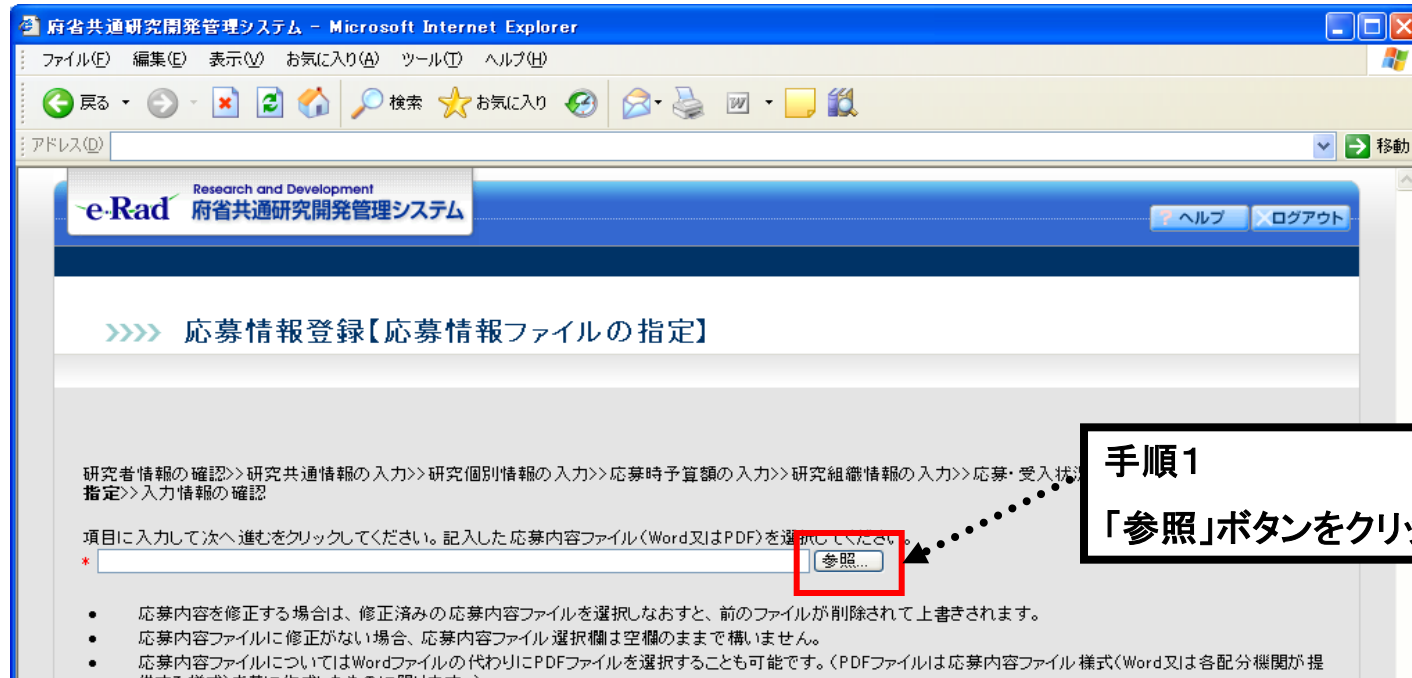 府省共通研究開発管理システム - Microsoft Internet Explorer
ファイル(F) 編集(E) 表示(V) お気に入り(A) ツール(T) ヘルプ(H)
戻る 検索 お気に入り
アドレス(D) 移動
e-Rad Research and Development
府省共通研究開発管理システム
? ヘルプ ×ログアウト
>>>> 応募情報登録【応募情報ファイルの指定】
研究者情報の確認>>研究共通情報の入力>>研究個別情報の入力>>応募時予算額の入力>>研究組織情報の入力>>応募・受入状況
指定>>入力情報の確認
手順1
「参照」ボタンをクリッ
項目に入力して次へ進むをクリックしてください。記入した応募内容ファイル(Word又はPDF)を選択してください。
* 参照...
• 応募内容を修正する場合は、修正済みの応募内容ファイルを選択しなおすと、前のファイルが削除されて上書きされます。
• 応募内容ファイルに修正がない場合、応募内容ファイル選択欄は空欄のままで構いません。
• 応募内容ファイルについてはWordファイルの代わりにPDFファイルを選択することも可能です。(PDFファイルは応募内容ファイル様式(Word又は各配分機関が提